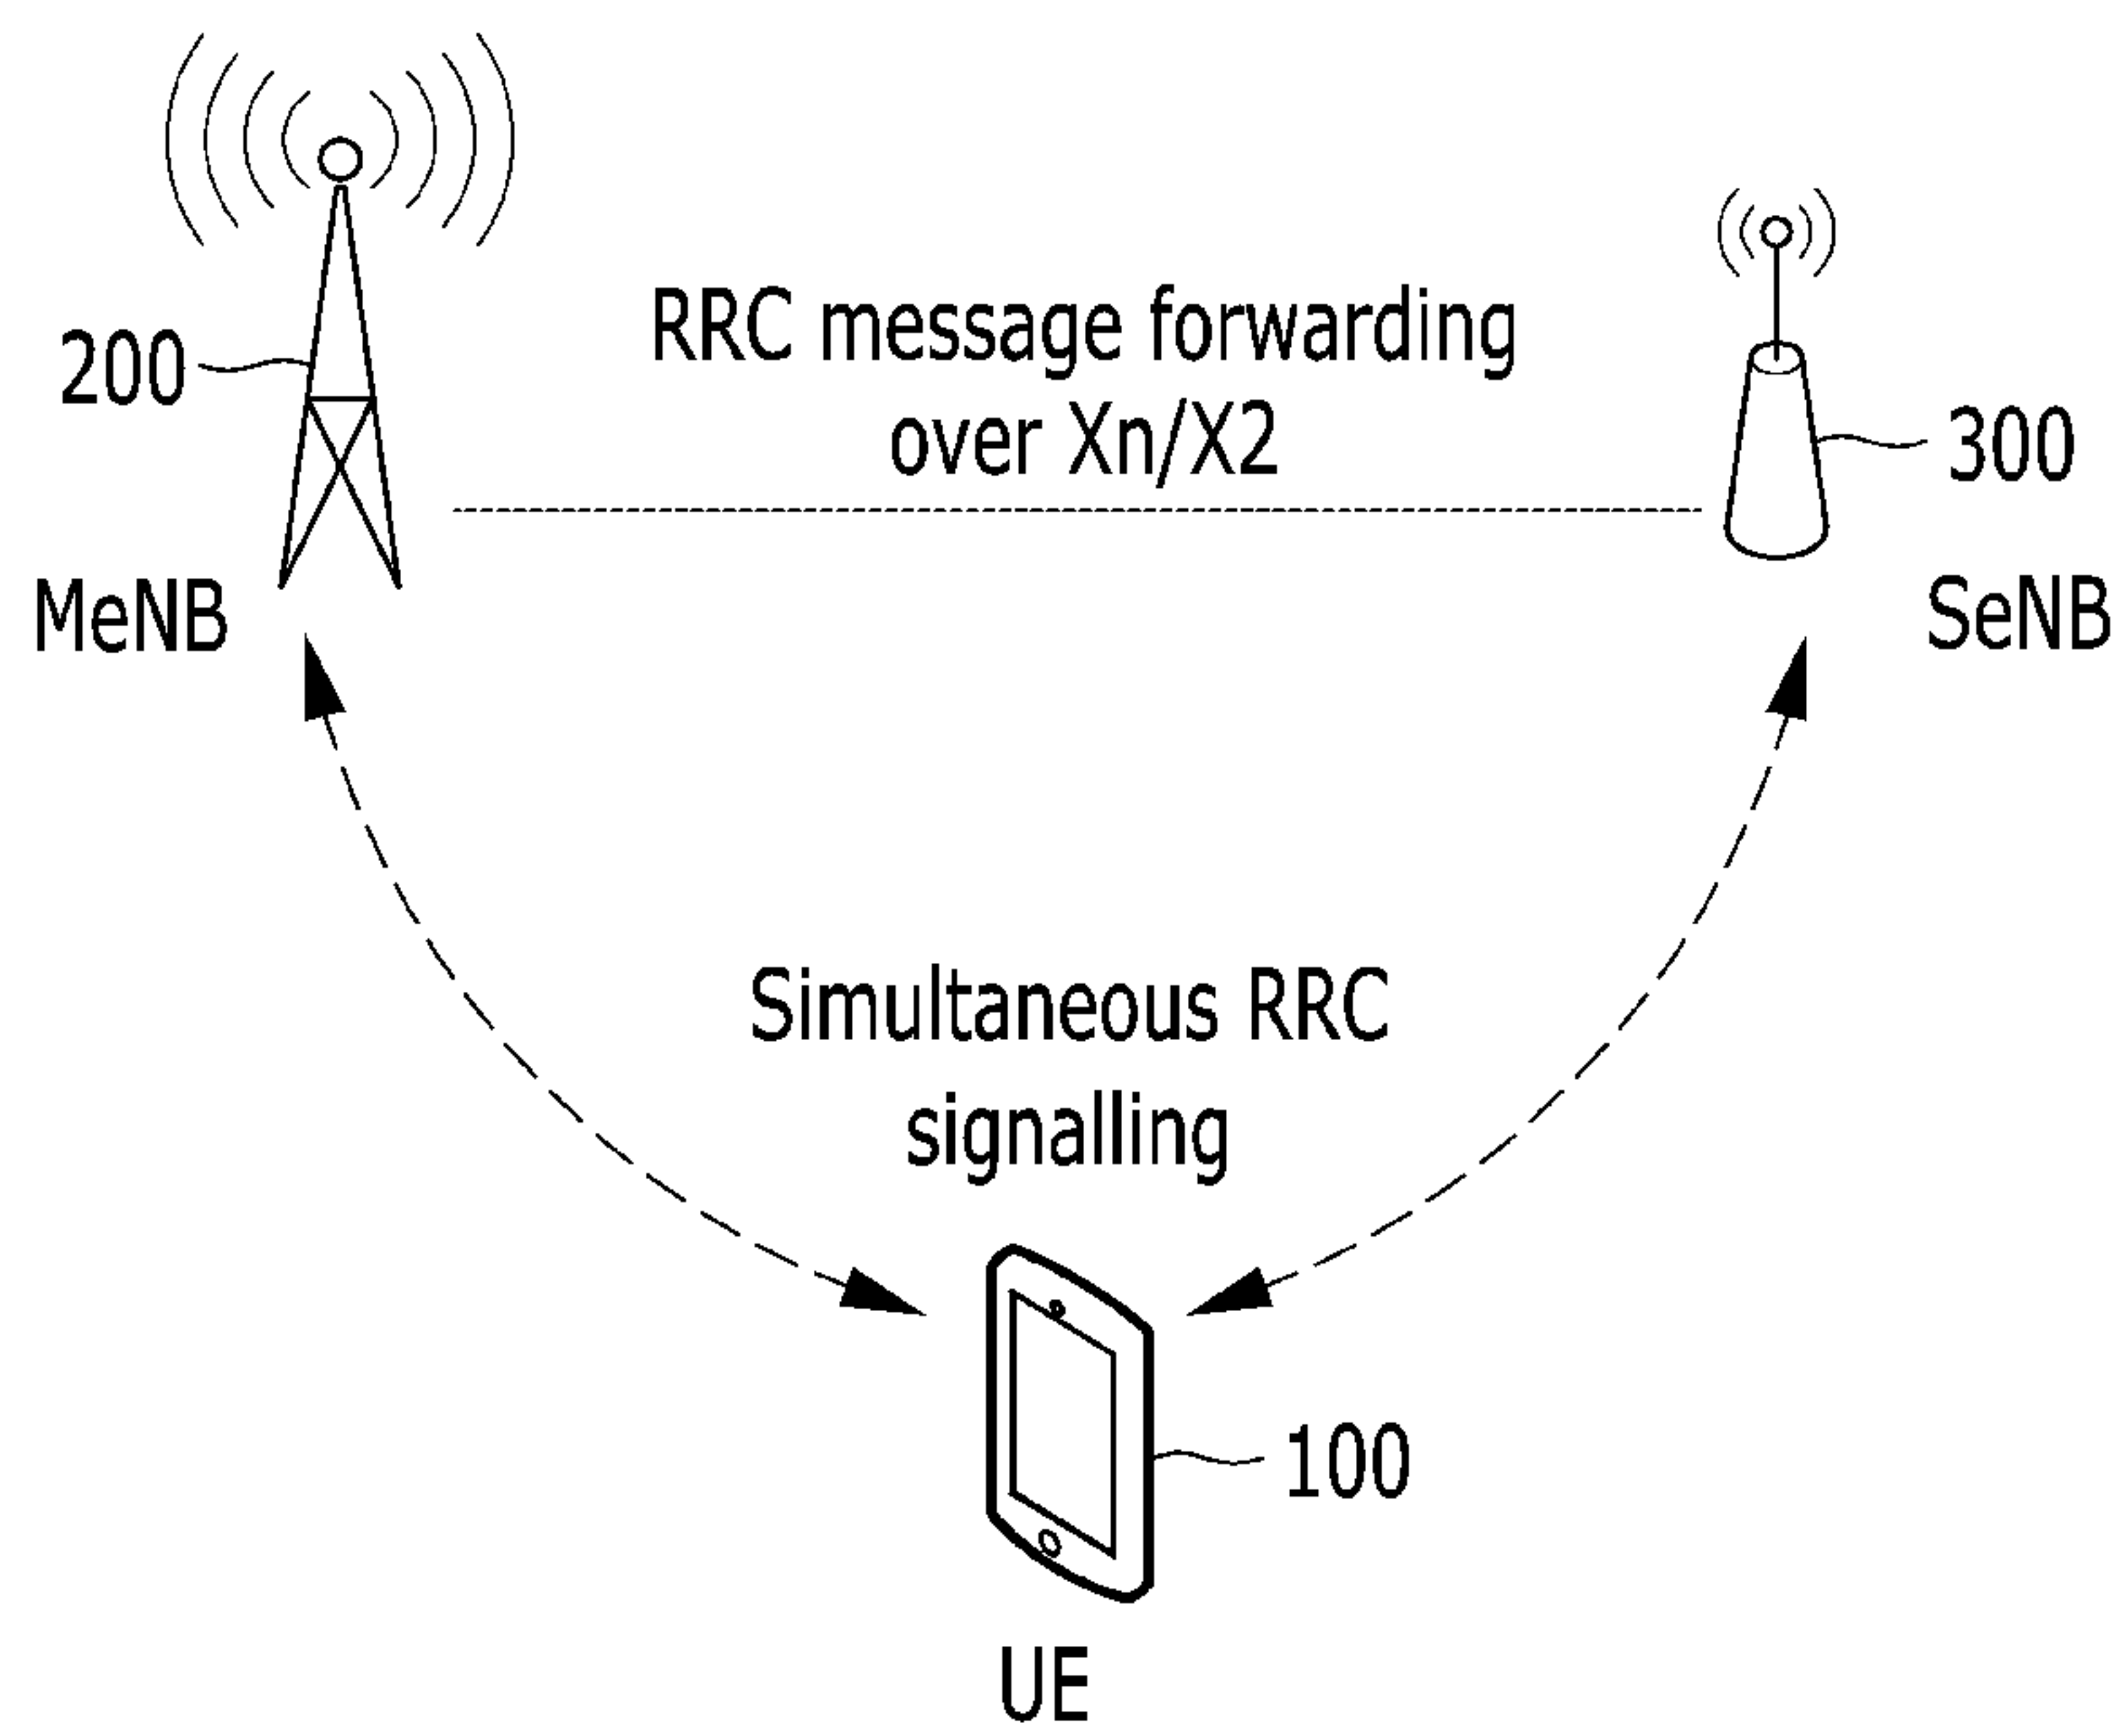 RRC message forwarding
over Xn/X2
200
300
MeNB
SeNB
Simultaneous RRC
signalling
100
UE